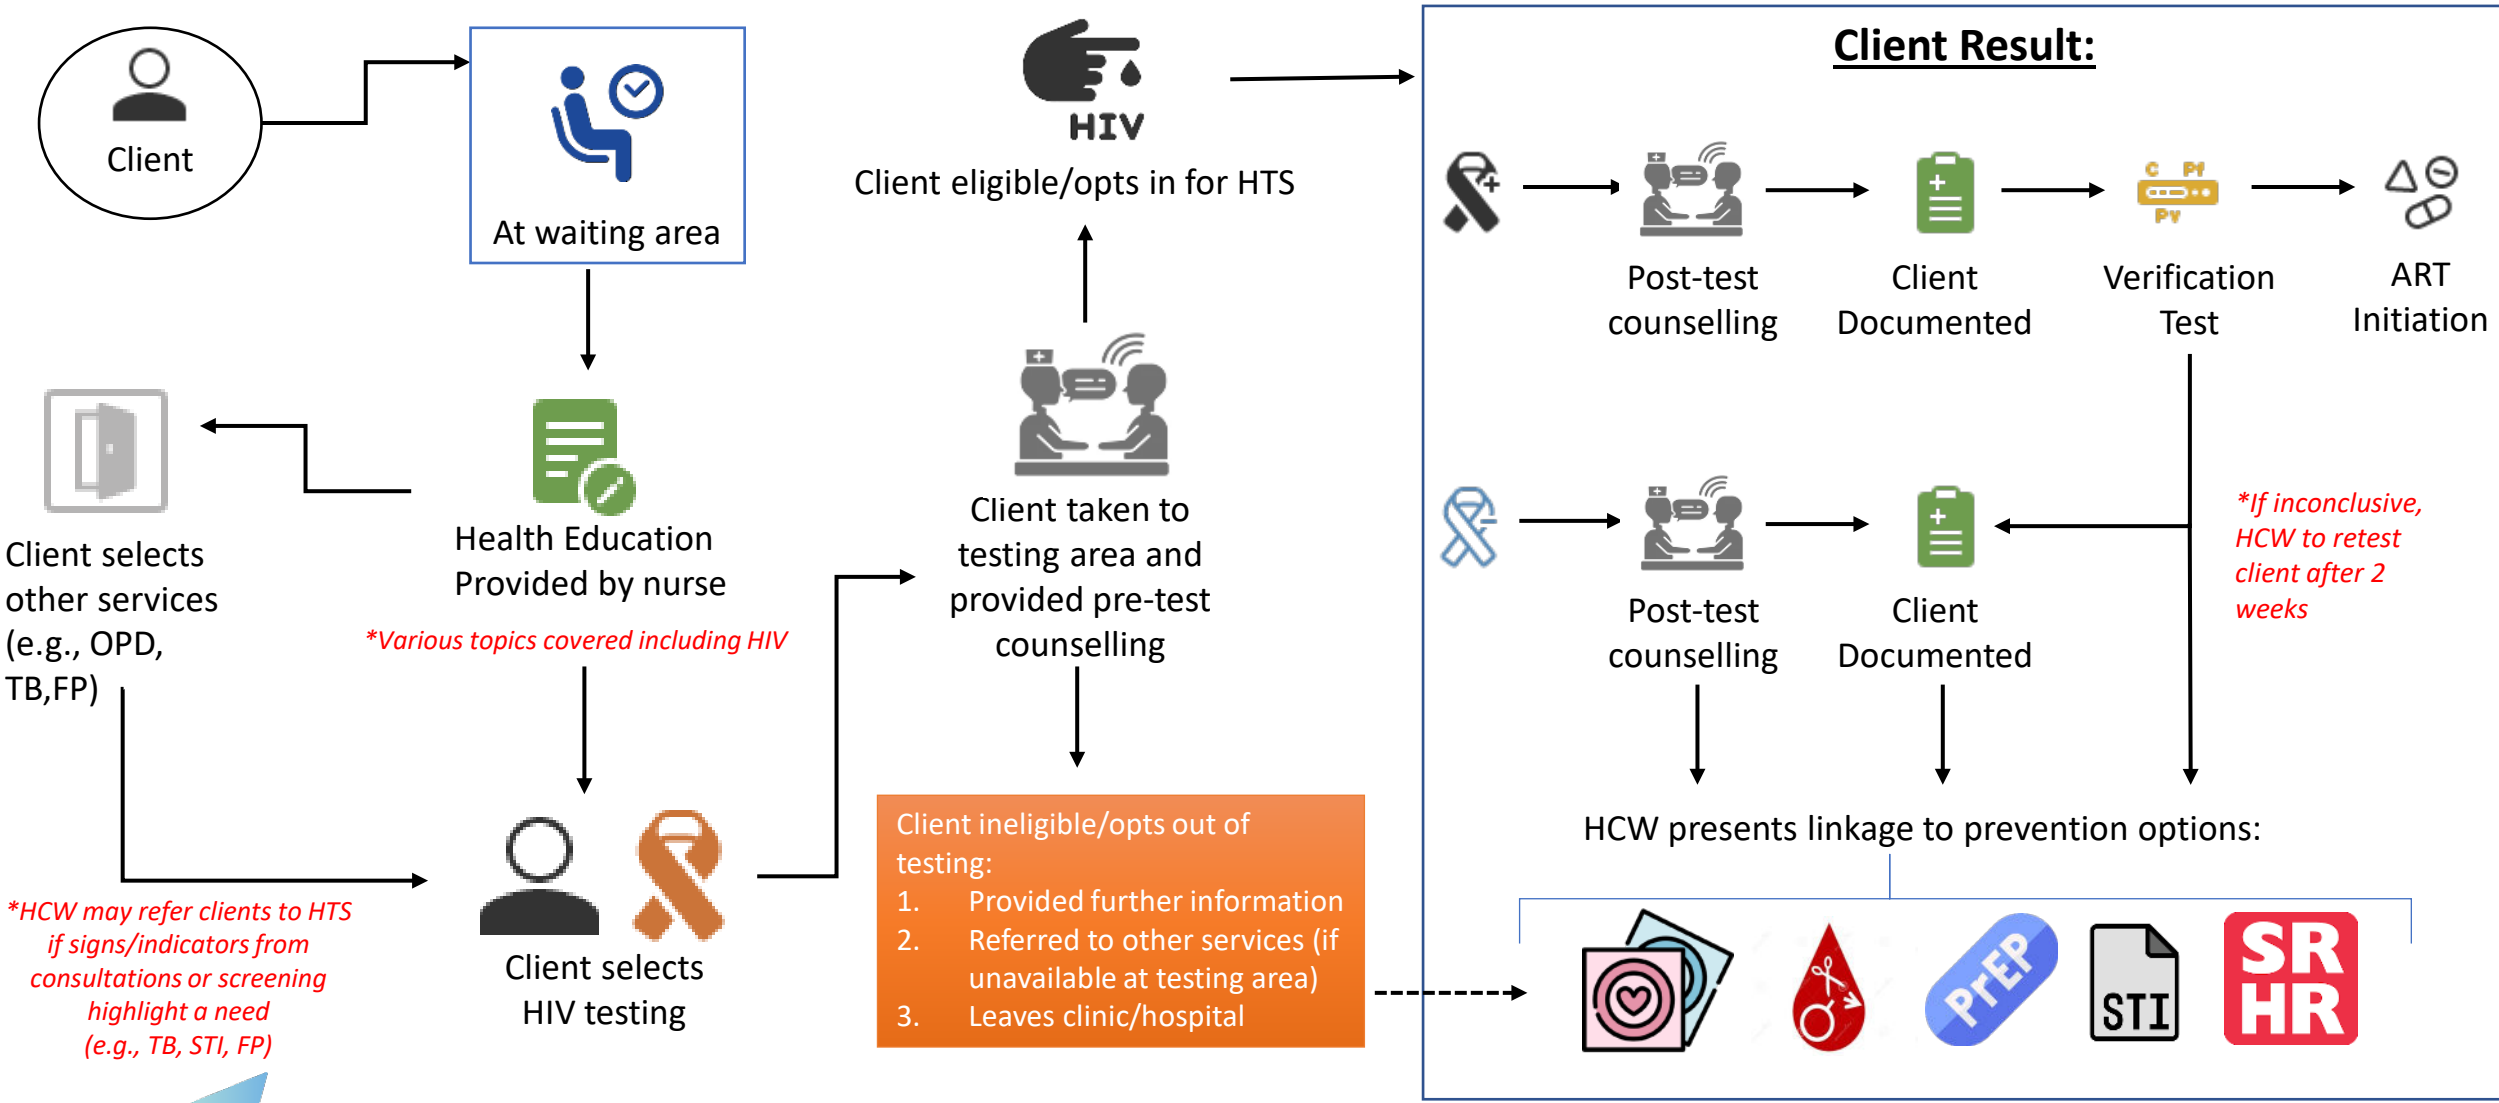 Client
At waiting area
HIV
Client eligible/opts in for HTS
Client selects
other services
(e.g., OPD,
TB,FP)
Health Education
Provided by nurse
*Various topics covered including HIV
*HCW may refer clients to HTS
if signs/indicators from
consultations or screening
highlight a need
(e.g., TB, STI, FP)
Client selects
HIV testing
Client taken to
testing area and
provided pre-test
counselling
Client ineligible/opts out of
testing:
1. Provided further information
2. Referred to other services (if
unavailable at testing area)
3. Leaves clinic/hospital
Client Result:
C Pf
Pv
Post-test
counselling
Client
Documented
Verification
Test
ART
Initiation
*If inconclusive,
HCW to retest
client after 2
weeks
Post-test
counselling
Client
Documented
HCW presents linkage to prevention options:
PrEP
STI
SR
HR